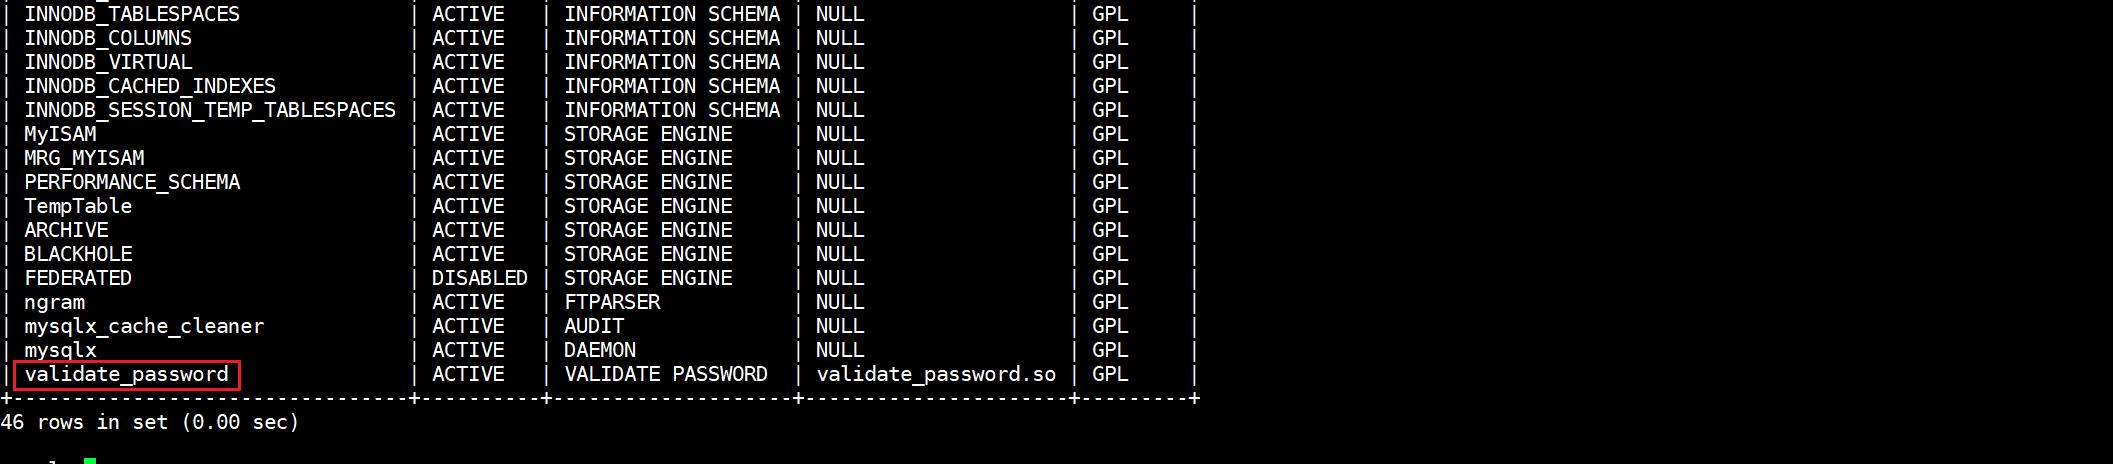 | INNODB_TABLESPACES              | ACTIVE   | INFORMATION SCHEMA | NULL                 | GPL     |
| INNODB_COLUMNS                  | ACTIVE   | INFORMATION SCHEMA | NULL                 | GPL     |
| INNODB_VIRTUAL                  | ACTIVE   | INFORMATION SCHEMA | NULL                 | GPL     |
| INNODB_CACHED_INDEXES           | ACTIVE   | INFORMATION SCHEMA | NULL                 | GPL     |
| INNODB_SESSION_TEMP_TABLESPACES | ACTIVE   | INFORMATION SCHEMA | NULL                 | GPL     |
| MyISAM                          | ACTIVE   | STORAGE ENGINE     | NULL                 | GPL     |
| MRG_MYISAM                      | ACTIVE   | STORAGE ENGINE     | NULL                 | GPL     |
| PERFORMANCE_SCHEMA              | ACTIVE   | STORAGE ENGINE     | NULL                 | GPL     |
| TempTable                       | ACTIVE   | STORAGE ENGINE     | NULL                 | GPL     |
| ARCHIVE                         | ACTIVE   | STORAGE ENGINE     | NULL                 | GPL     |
| BLACKHOLE                       | ACTIVE   | STORAGE ENGINE     | NULL                 | GPL     |
| FEDERATED                       | DISABLED | STORAGE ENGINE     | NULL                 | GPL     |
| ngram                           | ACTIVE   | FTPARSER           | NULL                 | GPL     |
| mysqlx_cache_cleaner            | ACTIVE   | AUDIT              | NULL                 | GPL     |
| mysqlx                          | ACTIVE   | DAEMON             | NULL                 | GPL     |
| validate_password               | ACTIVE   | VALIDATE PASSWORD  | validate_password.so | GPL     |
+---------------------------------+----------+--------------------+----------------------+---------+
46 rows in set (0.00 sec)